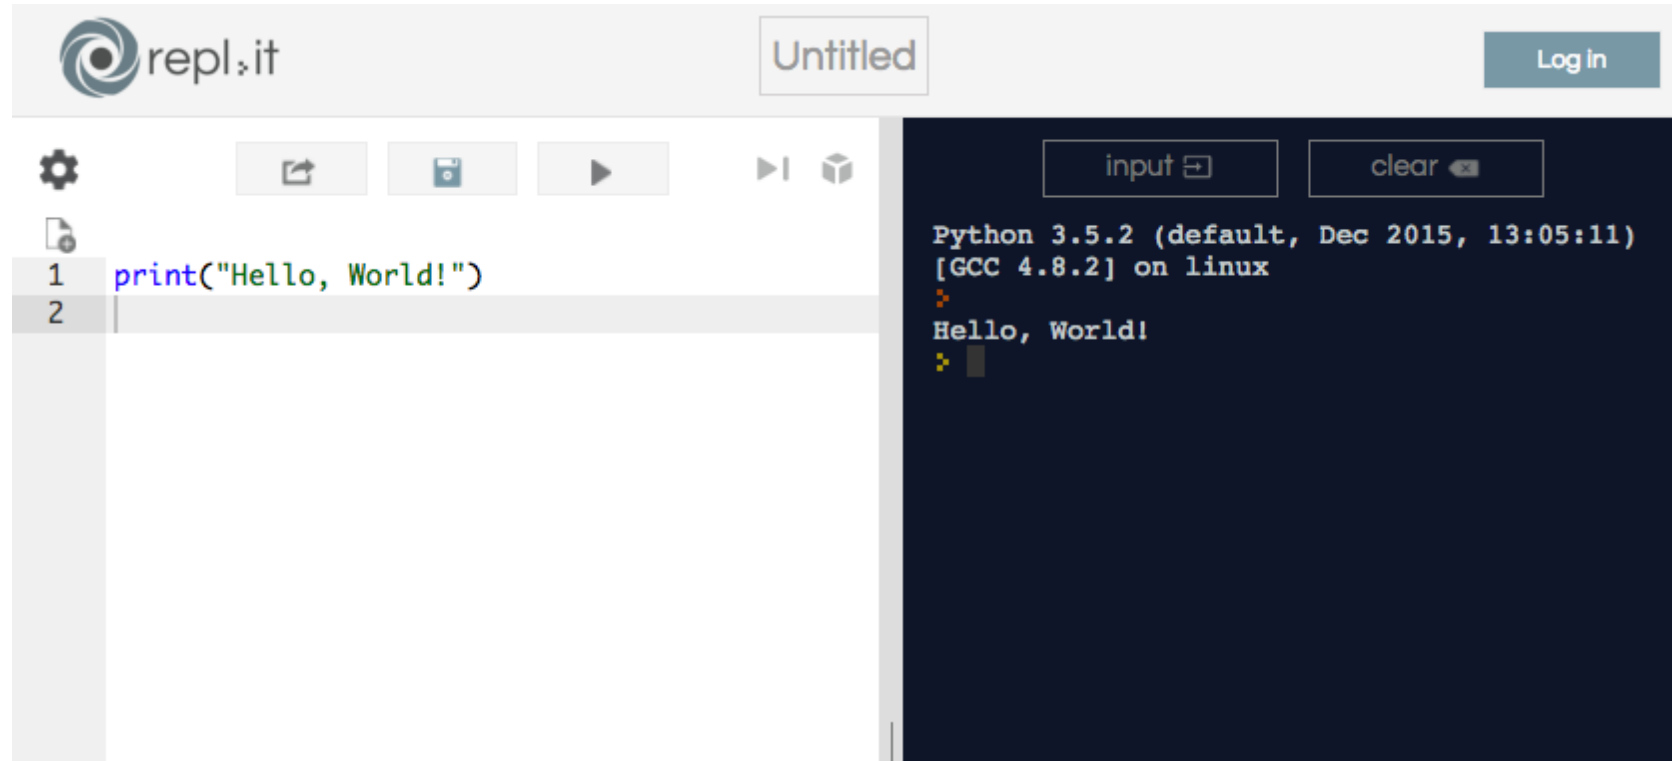 repl.it
Untitled
Log in
input
clear
1 print("Hello, World!")
2
Python 3.5.2 (default, Dec 2015, 13:05:11)
[GCC 4.8.2] on linux
Hello, World!